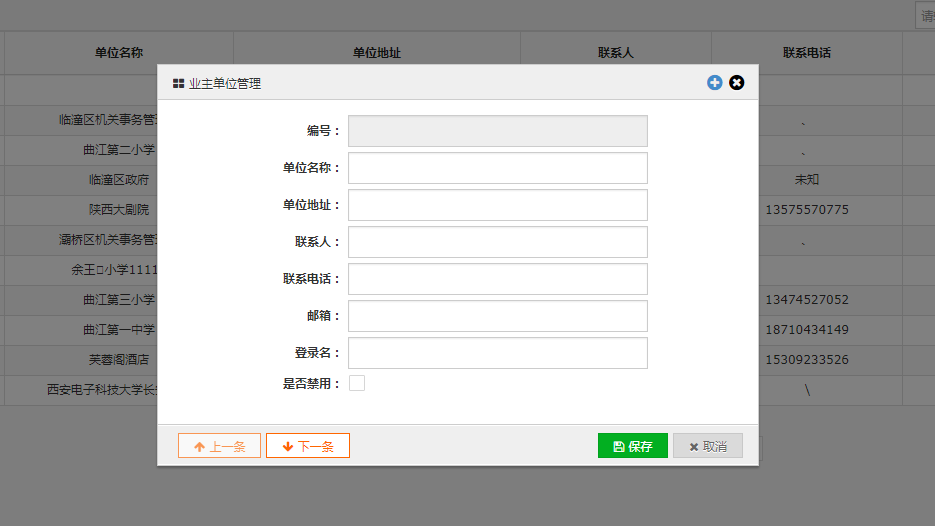 请
单位名称 单位地址 联系人 联系电话
业主单位管理
编号：
临潼区机关事务管 、
单位名称：
曲江第二小学 、
临潼区政府 未知
单位地址：
陕西大剧院 13575570775
联系人：
灞桥区机关事务管 、
余王□小学1111
联系电话：
曲江第三小学 13474527052
邮箱：
曲江第一中学 18710434149
登录名：
芙蓉阁酒店 15309233526
是否禁用：
西安电子科技大学长 \
上一条 下一条 保存 取消